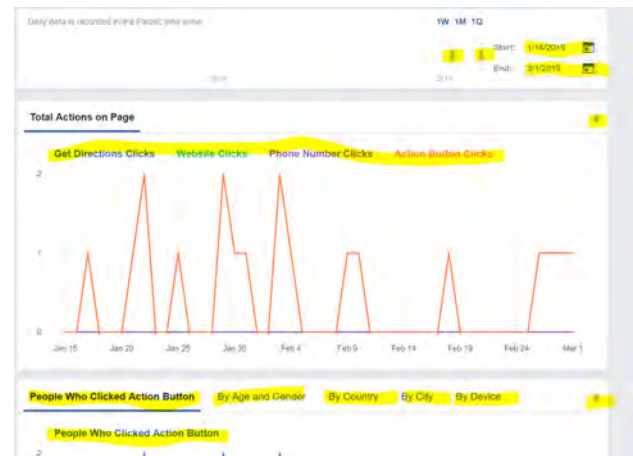 Daily data is recorded in the Pacific time zone.
1W 1M 1Q
Start: 1/14/2019
End: 3/1/2019
Total Actions on Page
Get Directions Clicks Website Clicks Phone Number Clicks Action Button Clicks
2
1
0
Jan 15 Jan 20 Jan 25 Jan 30 Feb 4 Feb 9 Feb 14 Feb 19 Feb 24 Mar 1
People Who Clicked Action Button By Age and Gender By Country By City By Device
People Who Clicked Action Button
2